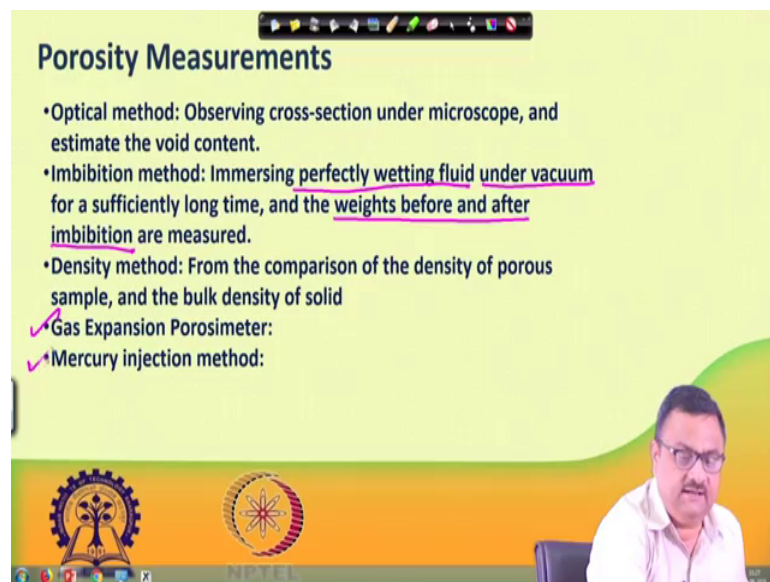 Porosity Measurements
•Optical method: Observing cross-section under microscope, and
estimate the void content.
•Imbibition method: Immersing perfectly wetting fluid under vacuum
for a sufficiently long time, and the weights before and after
imbibition are measured.
•Density method: From the comparison of the density of porous
sample, and the bulk density of solid
•Gas Expansion Porosimeter:
•Mercury injection method:
1951
NPTEL